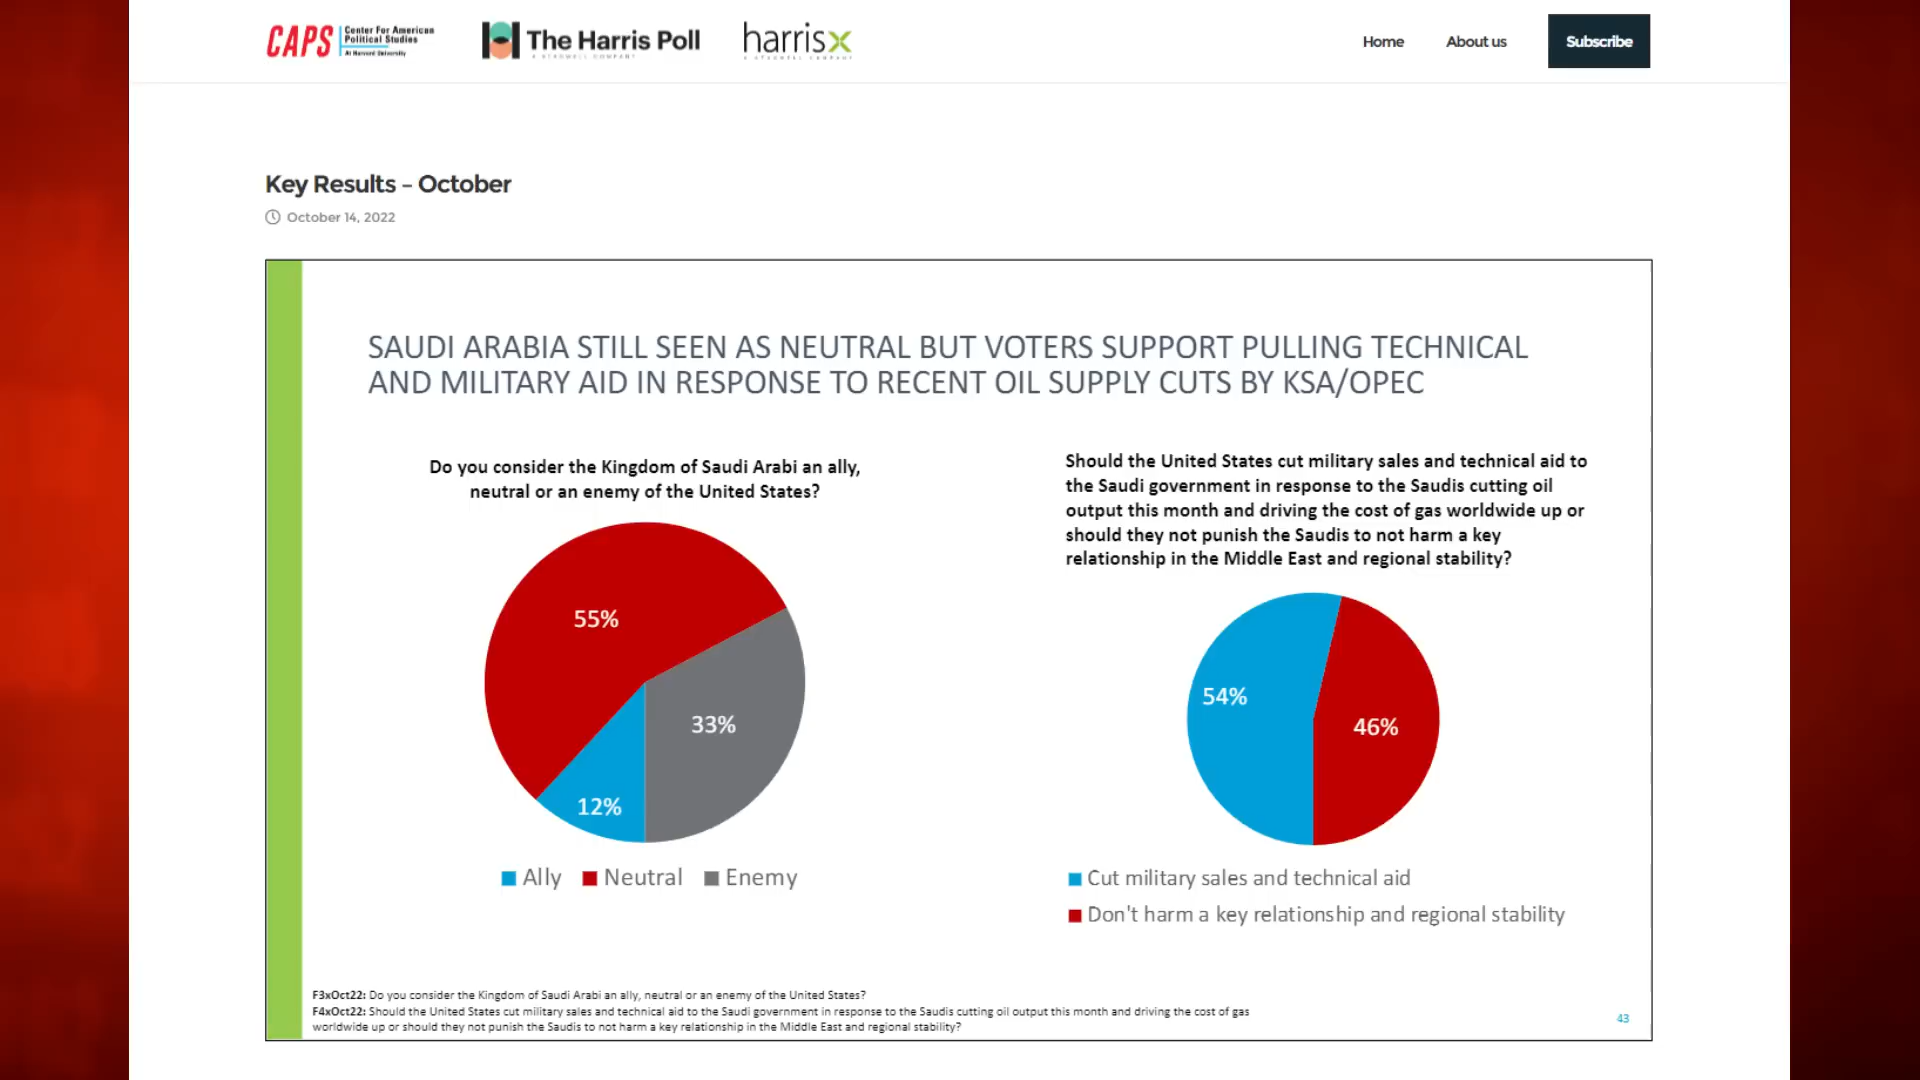 CAPS
Center For American
Political Studies
At Harvard University
The Harris Poll
harrisx
Home
About us
Subscribe
Key Results – October
October 14, 2022
SAUDI ARABIA STILL SEEN AS NEUTRAL BUT VOTERS SUPPORT PULLING TECHNICAL
AND MILITARY AID IN RESPONSE TO RECENT OIL SUPPLY CUTS BY KSA/OPEC
Do you consider the Kingdom of Saudi Arabi an ally,
neutral or an enemy of the United States?
55%
33%
12%
Ally
Neutral
Enemy
Should the United States cut military sales and technical aid to
the Saudi government in response to the Saudis cutting oil
output this month and driving the cost of gas worldwide up or
should they not punish the Saudis to not harm a key
relationship in the Middle East and regional stability?
54%
46%
Cut military sales and technical aid
Don't harm a key relationship and regional stability
F3xOct22: Do you consider the Kingdom of Saudi Arabi an ally, neutral or an enemy of the United States?
F4xOct22: Should the United States cut military sales and technical aid to the Saudi government in response to the Saudis cutting oil output this month and driving the cost of gas
worldwide up or should they not punish the Saudis to not harm a key relationship in the Middle East and regional stability?
43